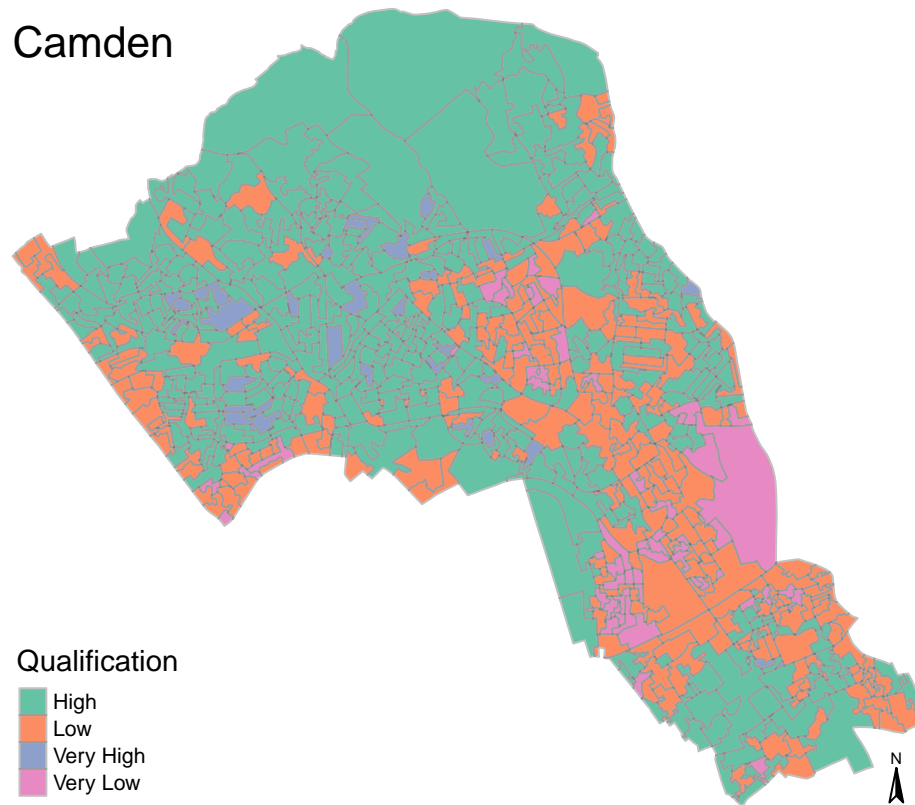 Camden
Qualification
High
Low
Very High
Very Low
N